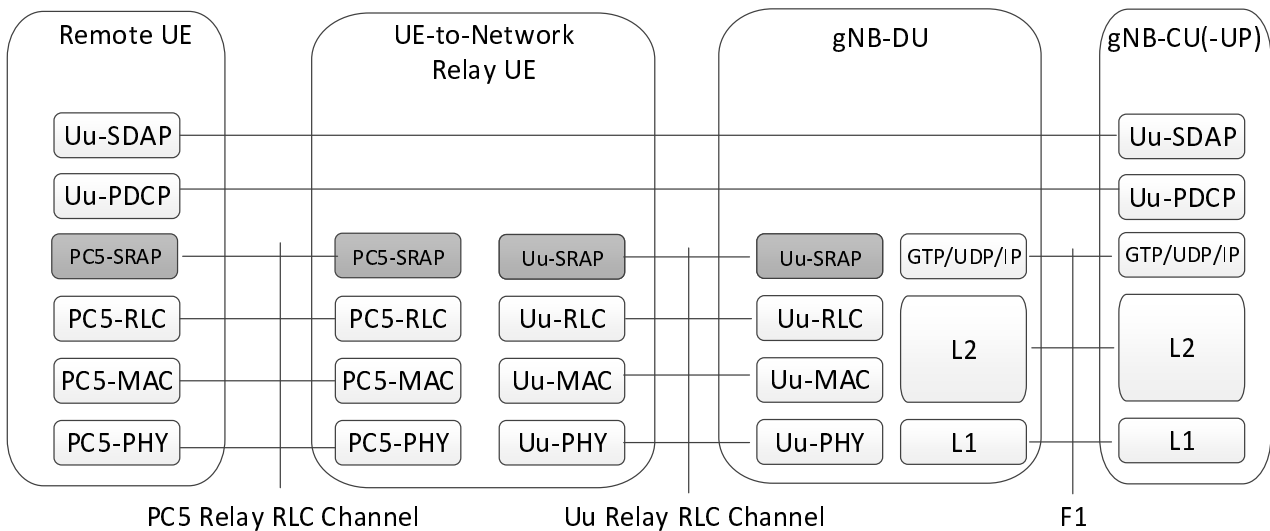 Remote UE
UE-to-Network
Relay UE
gNB-DU
gNB-CU(-UP)
Uu-SDAP
Uu-SDAP
Uu-PDCP
Uu-PDCP
PC5-SRAP
PC5-SRAP
Uu-SRAP
Uu-SRAP
GTP/UDP/IP
GTP/UDP/IP
PC5-RLC
PC5-RLC
Uu-RLC
Uu-RLC
L2
L2
PC5-MAC
PC5-MAC
Uu-MAC
Uu-MAC
PC5-PHY
PC5-PHY
Uu-PHY
Uu-PHY
L1
L1
PC5 Relay RLC Channel
Uu Relay RLC Channel
F1